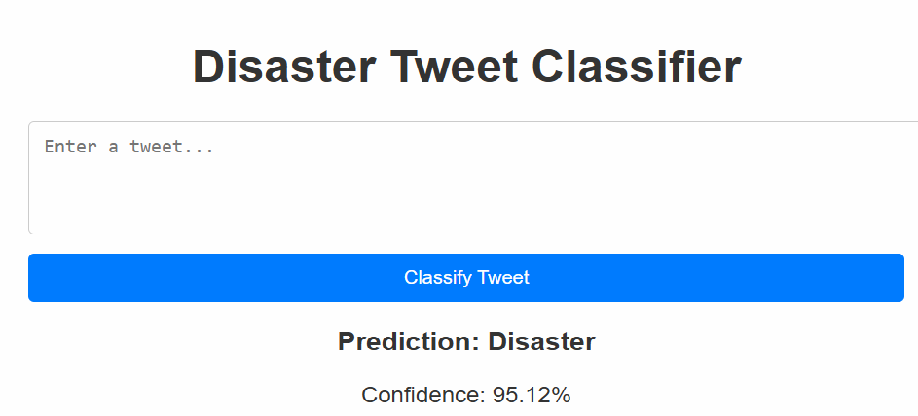 Disaster Tweet Classifier
Enter a tweet...
Classify Tweet
Prediction: Disaster
Confidence: 95.12%